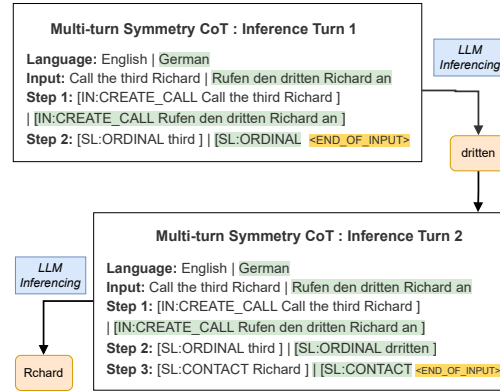 Multi-turn Symmetry CoT : Inference Turn 1
Language: English | German
Input: Call the third Richard | Rufen den dritten Richard an
Step 1: [IN:CREATE_CALL Call the third Richard ]
| [IN:CREATE_CALL Rufen den dritten Richard an ]
Step 2: [SL:ORDINAL third ] | [SL:ORDINAL <END_OF_INPUT>
LLM
Inferencing
dritten
Multi-turn Symmetry CoT : Inference Turn 2
Language: English | German
Input: Call the third Richard | Rufen den dritten Richard an
Step 1: [IN:CREATE_CALL Call the third Richard ]
| [IN:CREATE_CALL Rufen den dritten Richard an ]
Step 2: [SL:ORDINAL third ] | [SL:ORDINAL drritten ]
Step 3: [SL:CONTACT Richard ] | [SL:CONTACT <END_OF_INPUT>
LLM
Inferencing
Rchard